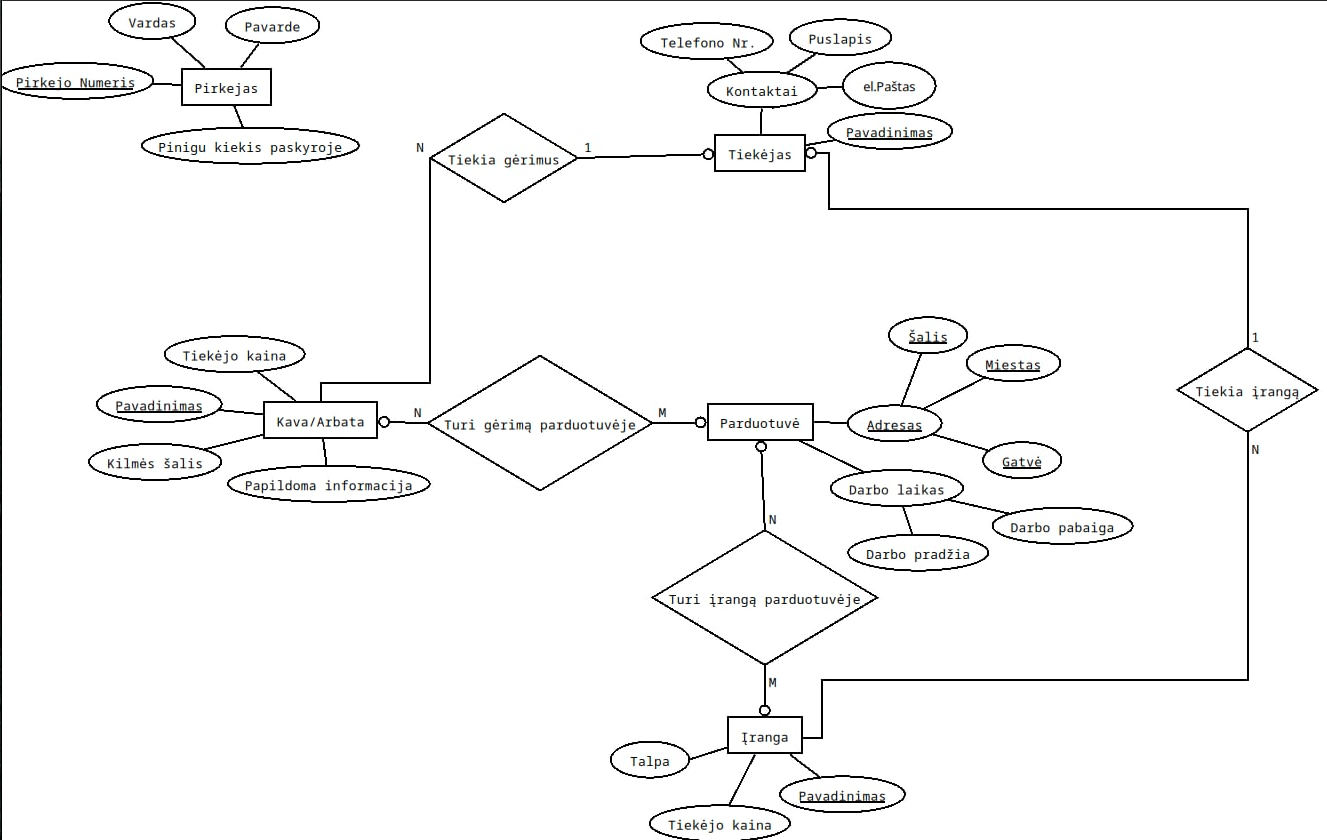 Vardas
Pavarde
Pirkejo Numeris
Pirkejas
Pinigu kiekis paskyroje
Telefono Nr.
Puslapis
Kontaktai
el.Paštas
Pavadinimas
Tiekėjas
N
Tiekia gėrimus
1
1
Tiekia įrangą
N
Tiekėjo kaina
Pavadinimas
Kava/Arbata
Kilmės šalis
Papildoma informacija
N
Turi gėrimą parduotuvėje
M
Parduotuvė
Šalis
Miestas
Adresas
Gatvė
Darbo laikas
Darbo pabaiga
Darbo pradžia
N
Turi įrangą parduotuvėje
M
Įranga
Talpa
Pavadinimas
Tiekėjo kaina